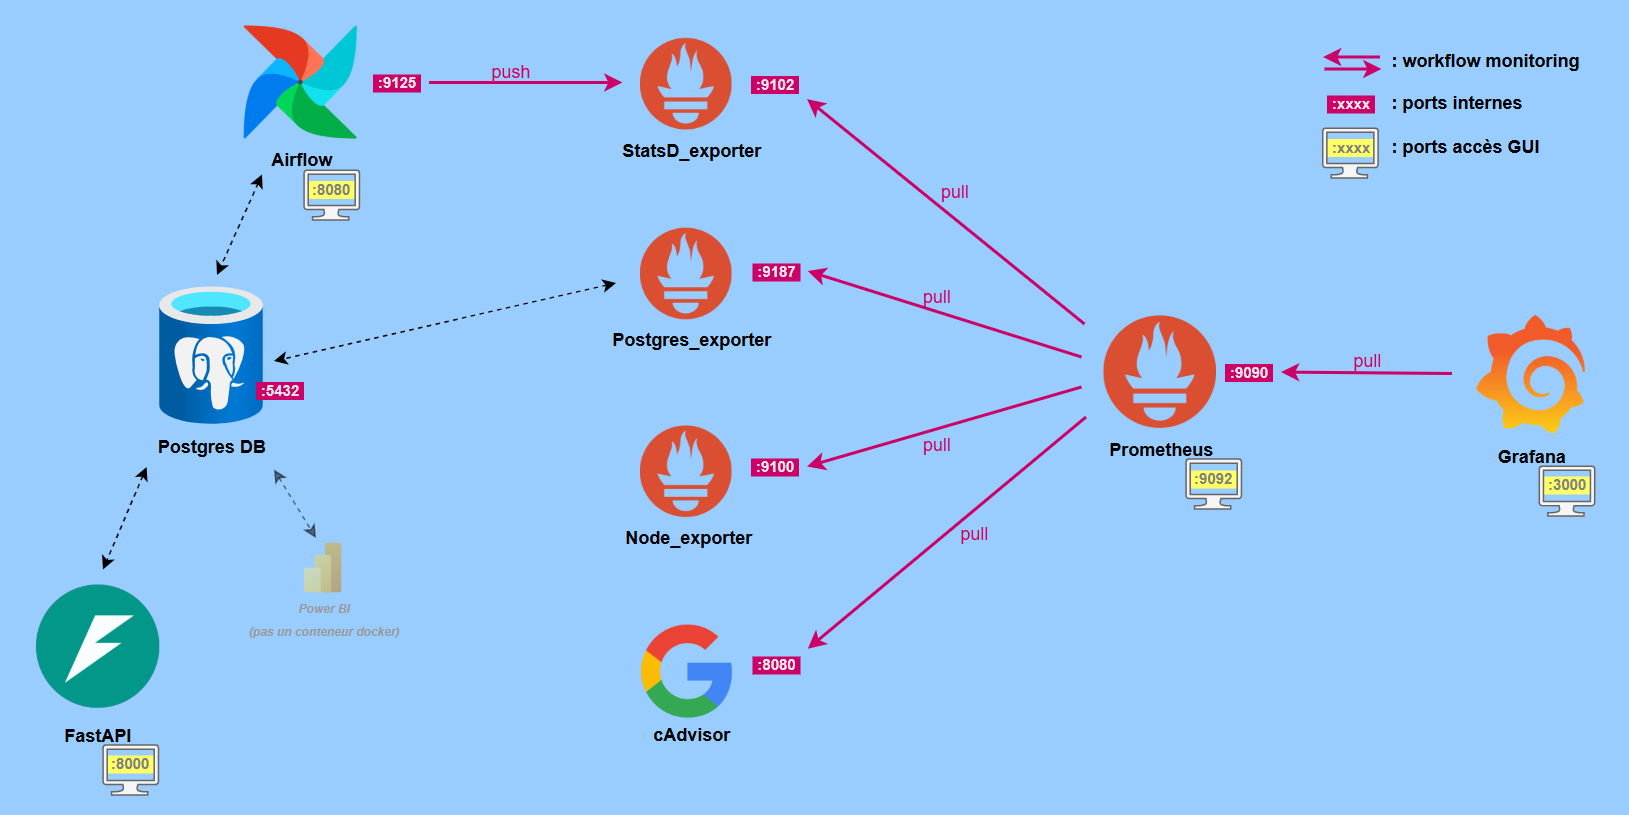 :9125
push
:9102
Airflow
:8080
StatsD_exporter
pull
: workflow monitoring
:xxxx : ports internes
:xxxx : ports accès GUI
:5432
Postgres DB
:9187
Postgres_exporter
pull
:9100
Node_exporter
pull
:8080
cAdvisor
pull
Prometheus
:9090
:9092
pull
Grafana
:3000
Power BI
(pas un conteneur docker)
FastAPI
:8000